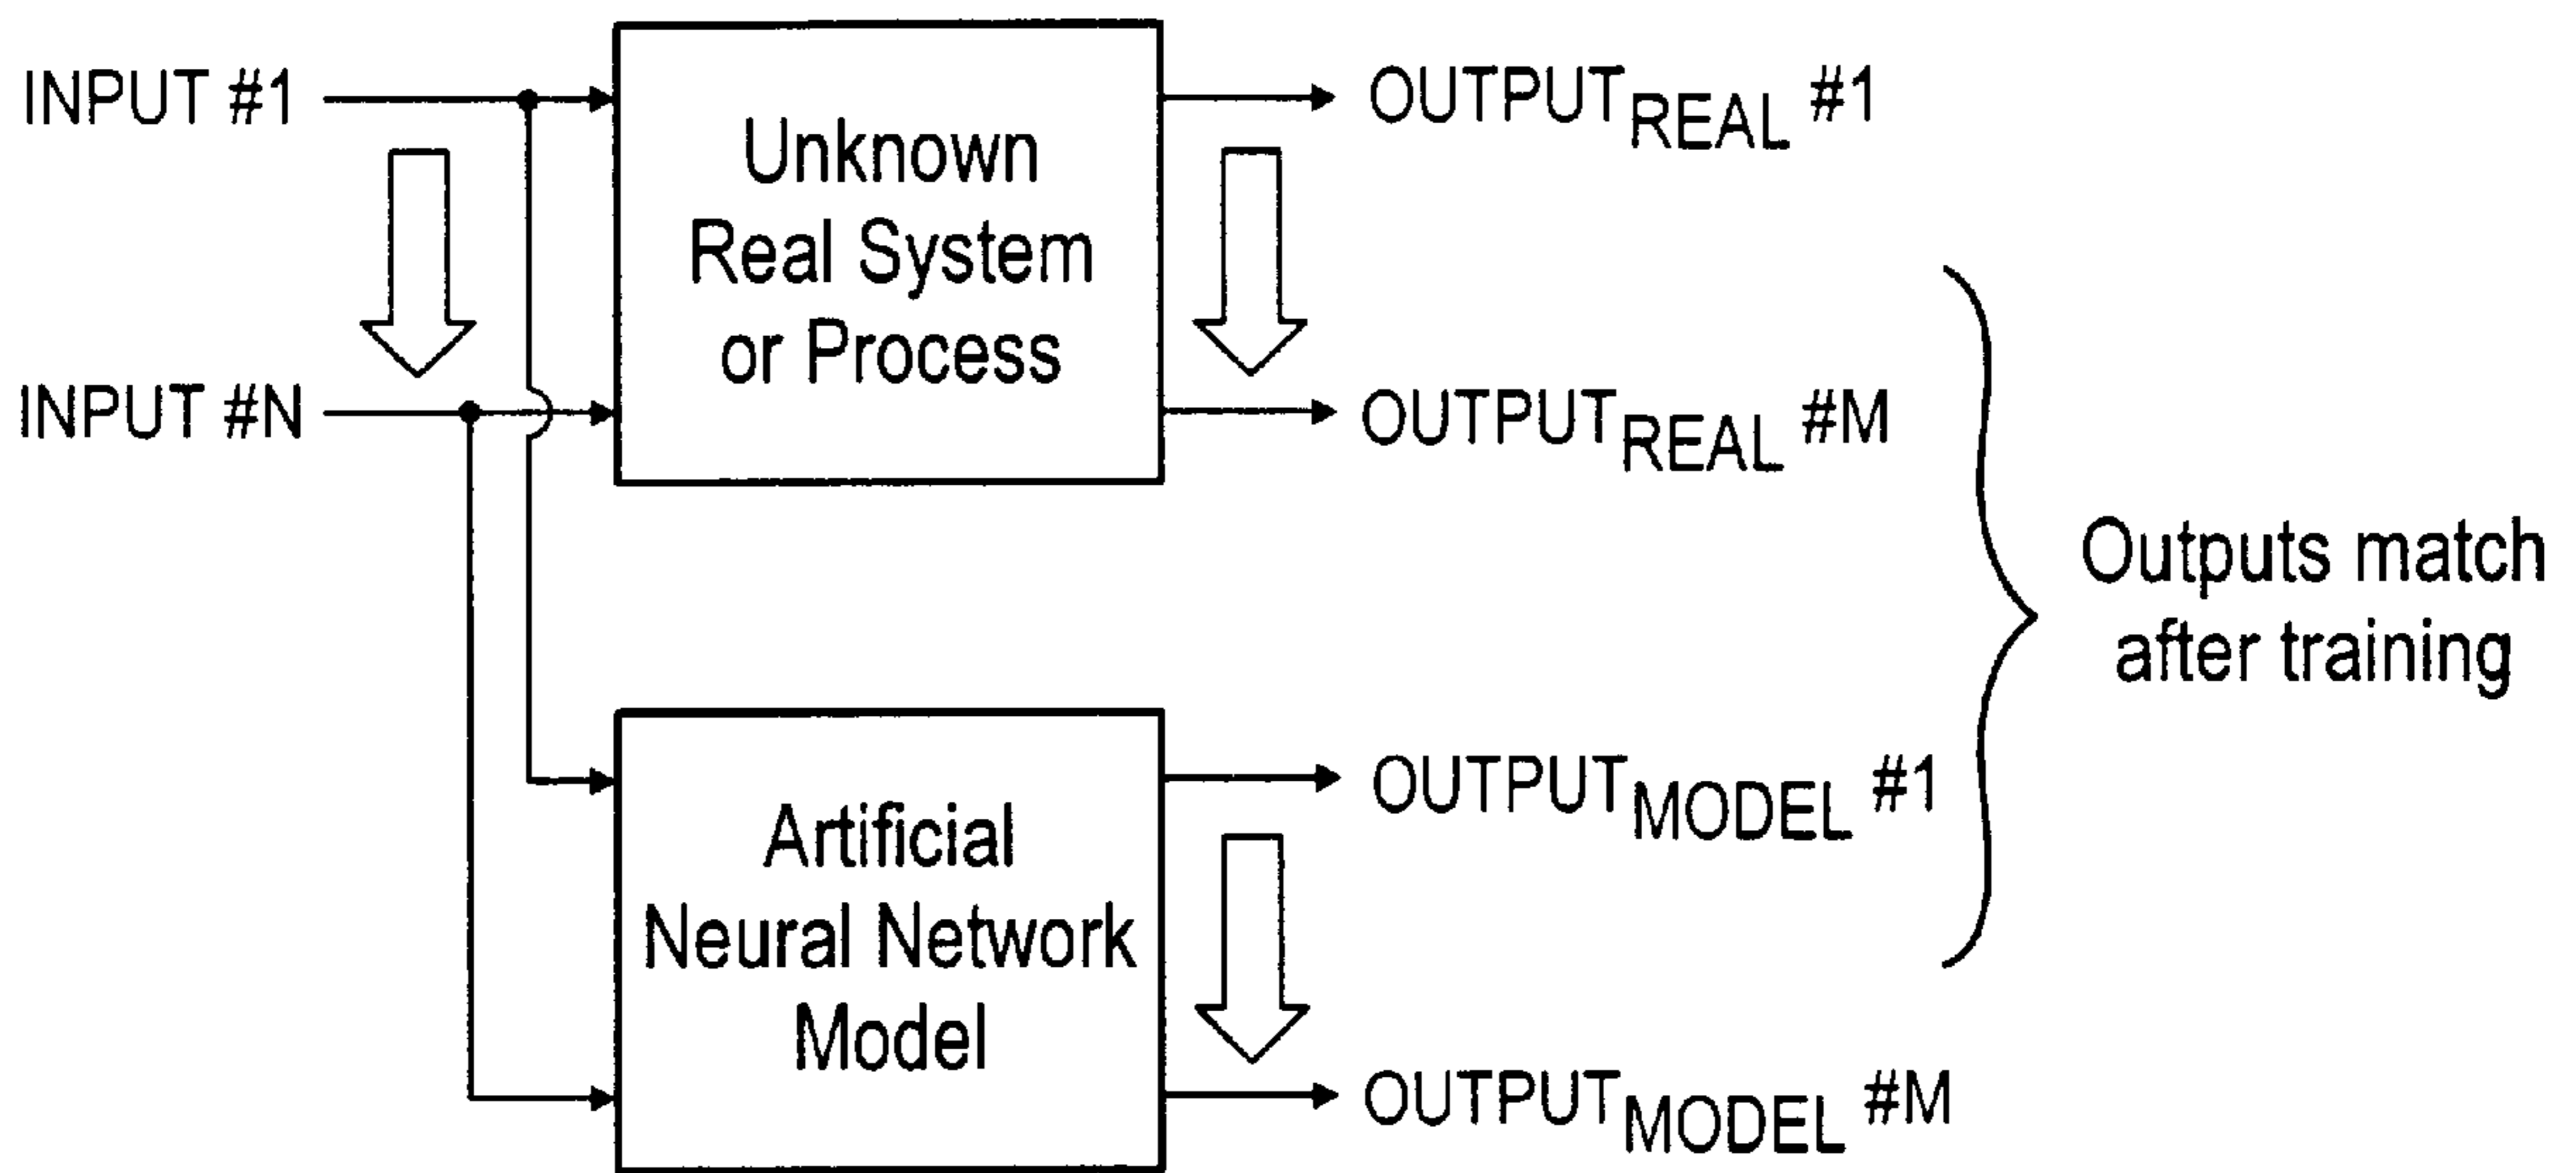 INPUT #1
INPUT #N
Unknown
Real System
or Process
OUTPUT REAL #1
OUTPUT REAL #M
Outputs match
after training
Artificial
Neural Network
Model
OUTPUT MODEL #1
OUTPUT MODEL #M